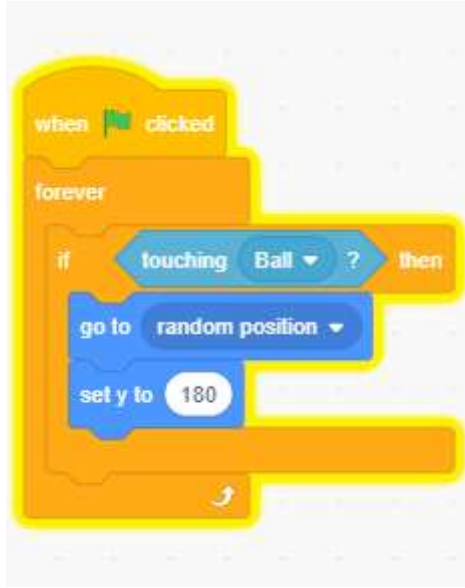 when clicked
forever
if touching Ball ? then
go to random position
set y to 180